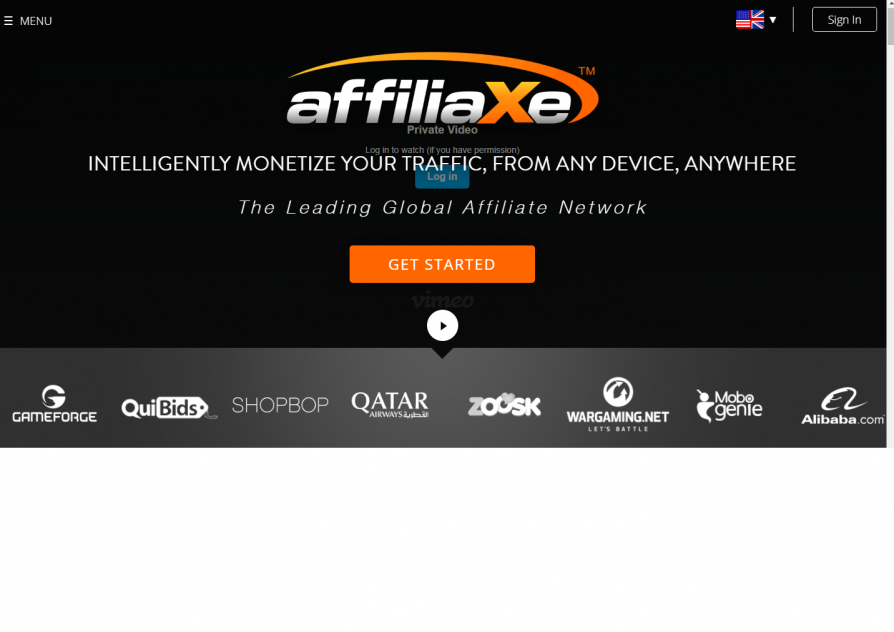 ☰ MENU
Sign In
affiliaXe™
Private Video
Log in to watch (if you have permission)
INTELLIGENTLY MONETIZE YOUR TRAFFIC, FROM ANY DEVICE, ANYWHERE
Log in
The Leading Global Affiliate Network
GET STARTED
vimeo
GAMEFORGE
QuiBids
SHOPBOP
QATAR
AIRWAYS القطرية
ZOOSK
WARGAMING.NET
LET'S BATTLE
Mobo
genie
Alibaba.com